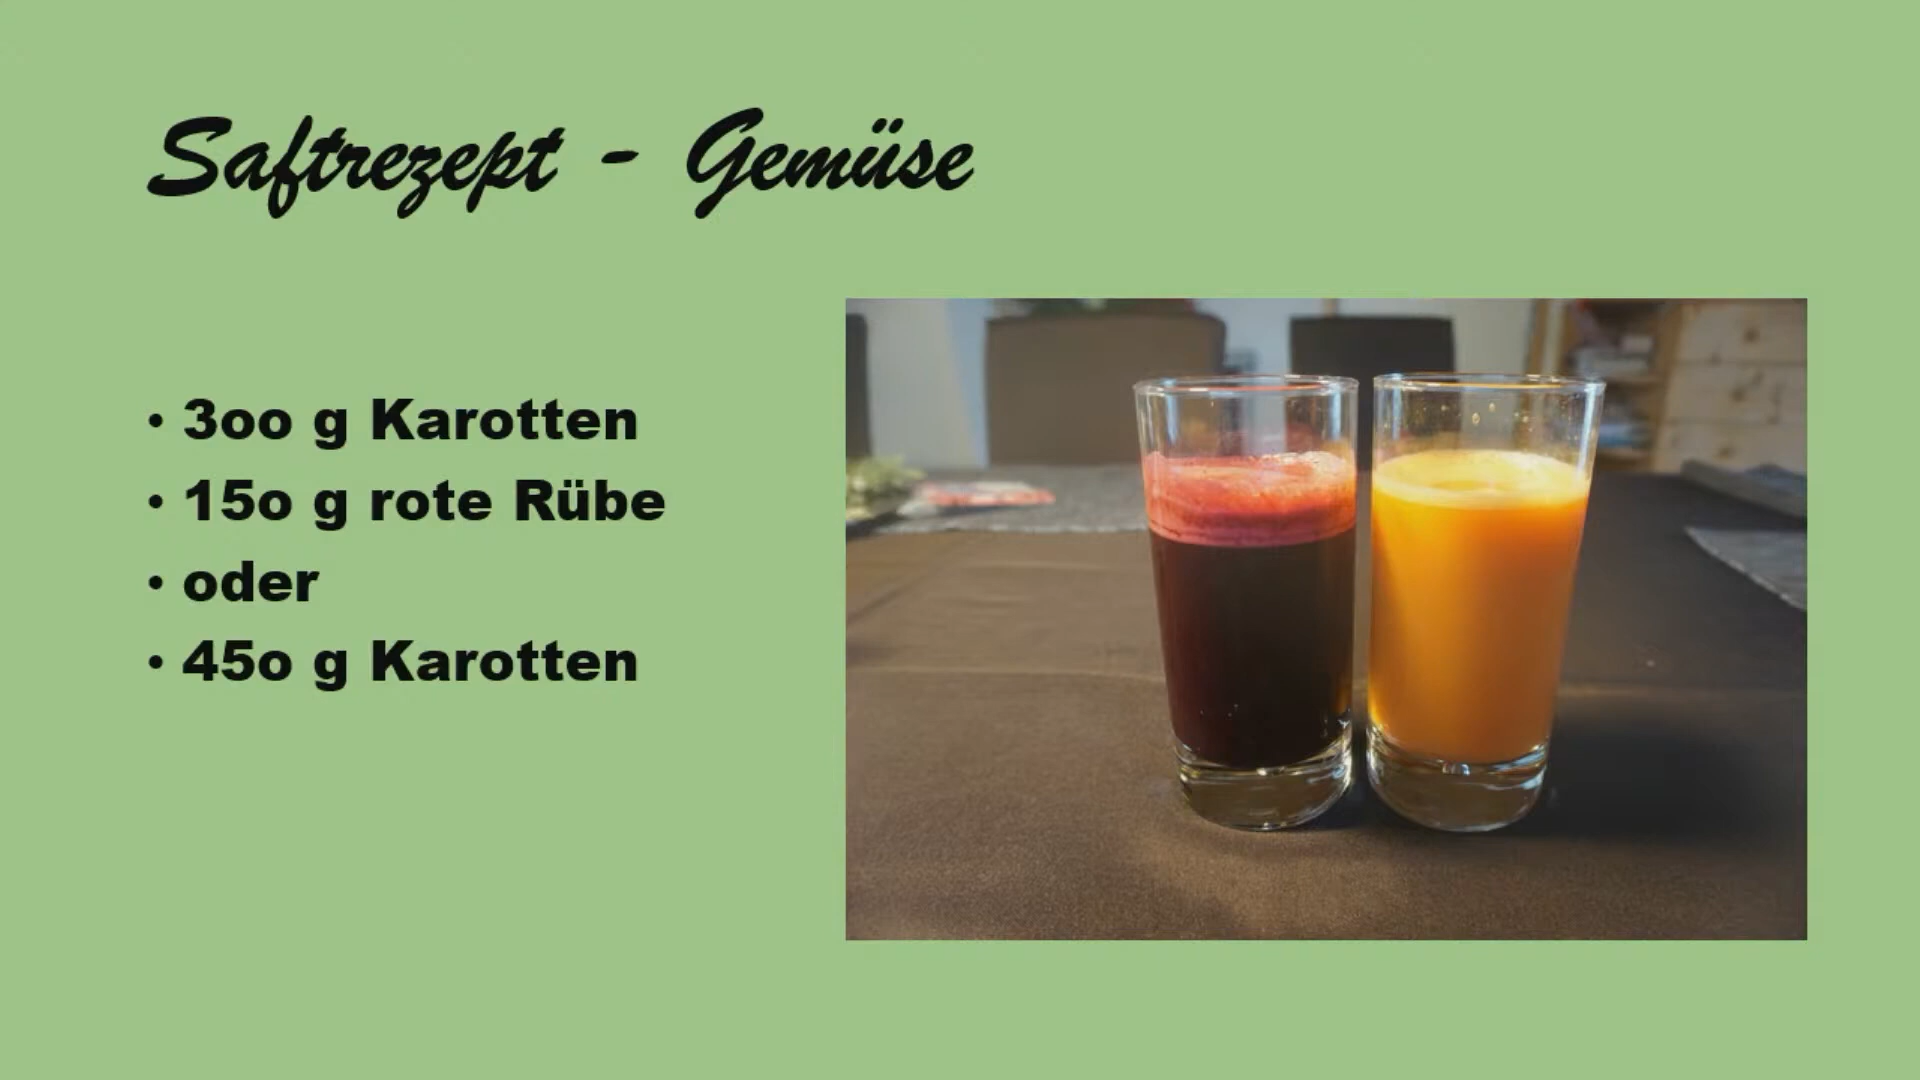 Saftrezept - Gemüse
• 3oo g Karotten
• 15o g rote Rübe
• oder
• 45o g Karotten